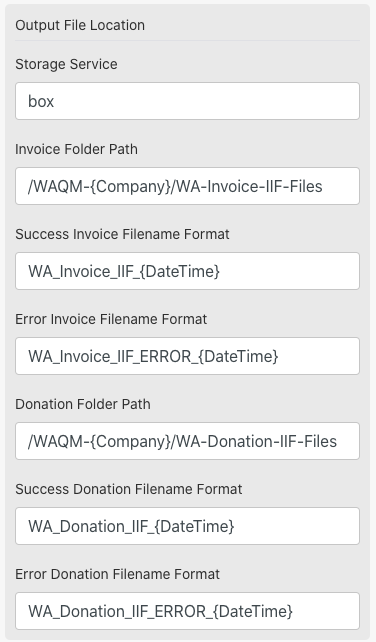 Output File Location
Storage Service
box
Invoice Folder Path
/WAQM-{Company}/WA-Invoice-IIF-Files
Success Invoice Filename Format
WA_Invoice_IIF_{DateTime}
Error Invoice Filename Format
WA_Invoice_IIF_ERROR_{DateTime}
Donation Folder Path
/WAQM-{Company}/WA-Donation-IIF-Files
Success Donation Filename Format
WA_Donation_IIF_{DateTime}
Error Donation Filename Format
WA_Donation_IIF_ERROR_{DateTime}